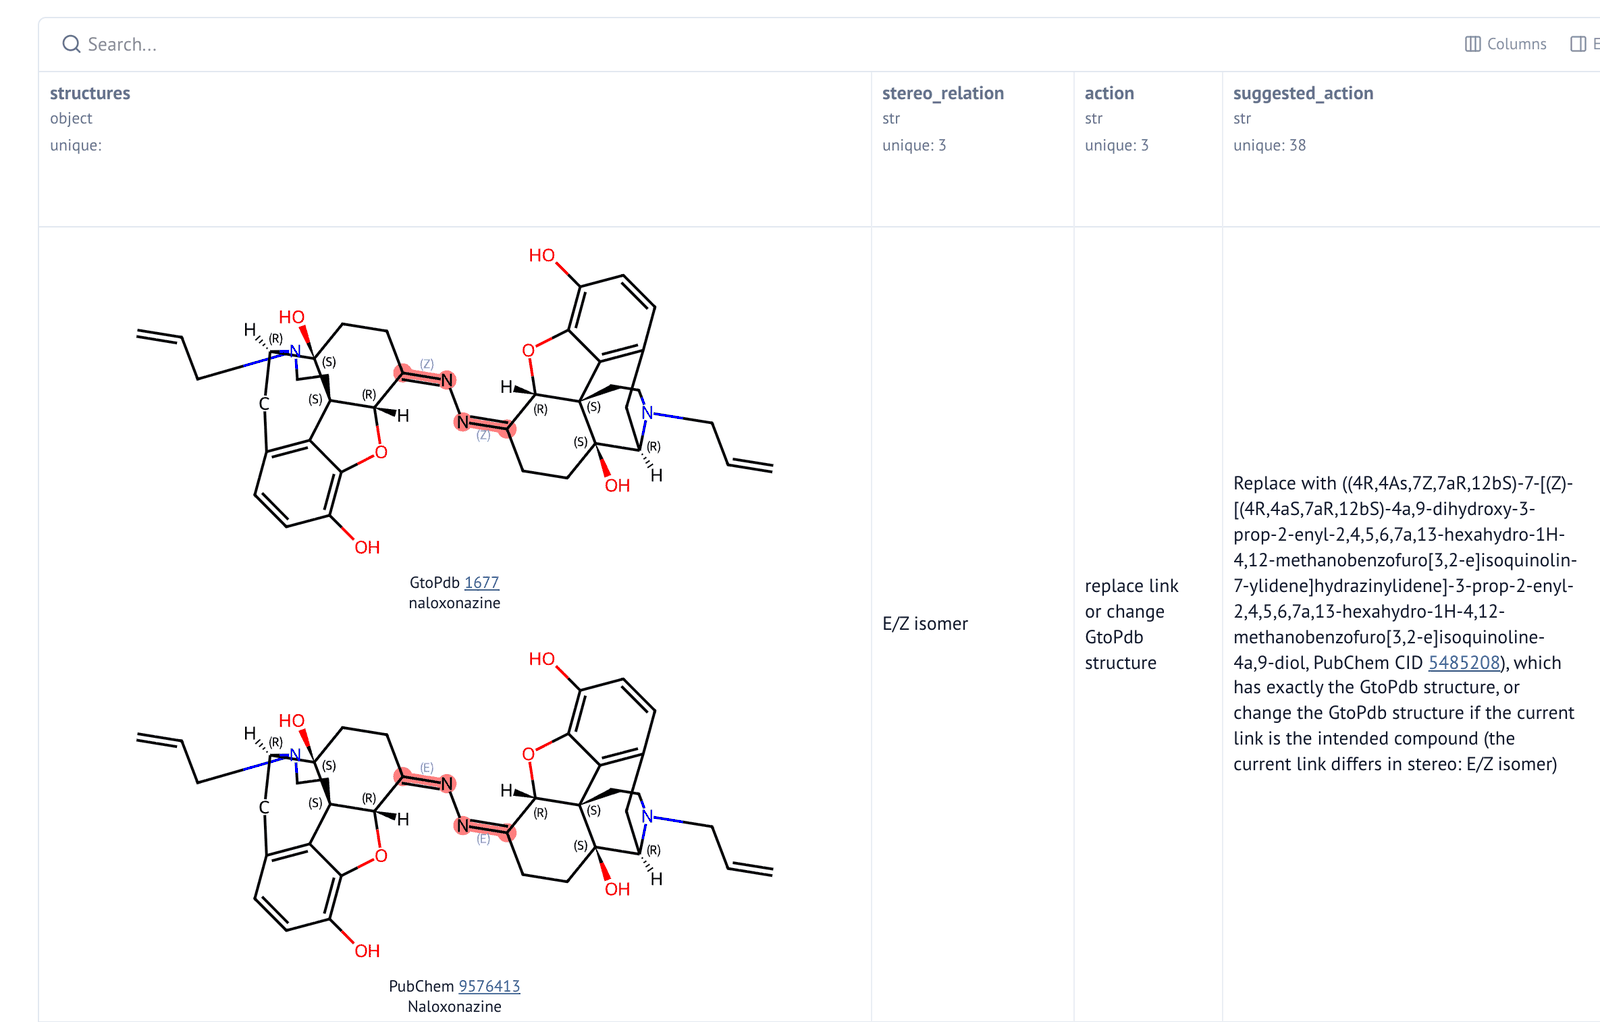 Search...
Columns
E
structures
object
unique:
stereo_relation
str
unique: 3
action
str
unique: 3
suggested_action
str
unique: 38
HO
HO
H
(R)
N
(S)
(Z)
N
O
C
(S)
(R)
H
H
(R)
(S)
N
N
(Z)
(S)
(R)
O
H
OH
OH
GtoPdb 1677
naloxonazine
HO
HO
H
(R)
N
(S)
(E)
N
O
C
(S)
(R)
H
H
(R)
(S)
N
N
(E)
(S)
(R)
O
H
OH
OH
PubChem 9576413
Naloxonazine
E/Z isomer
replace link
or change
GtoPdb
structure
Replace with ((4R,4As,7Z,7aR,12bS)-7-[(Z)-
[(4R,4aS,7aR,12bS)-4a,9-dihydroxy-3-
prop-2-enyl-2,4,5,6,7a,13-hexahydro-1H-
4,12-methanobenzofuro[3,2-e]isoquinolin-
7-ylidene]hydrazinylidene]-3-prop-2-enyl-
2,4,5,6,7a,13-hexahydro-1H-4,12-
methanobenzofuro[3,2-e]isoquinoline-
4a,9-diol, PubChem CID 5485208), which
has exactly the GtoPdb structure, or
change the GtoPdb structure if the current
link is the intended compound (the
current link differs in stereo: E/Z isomer)